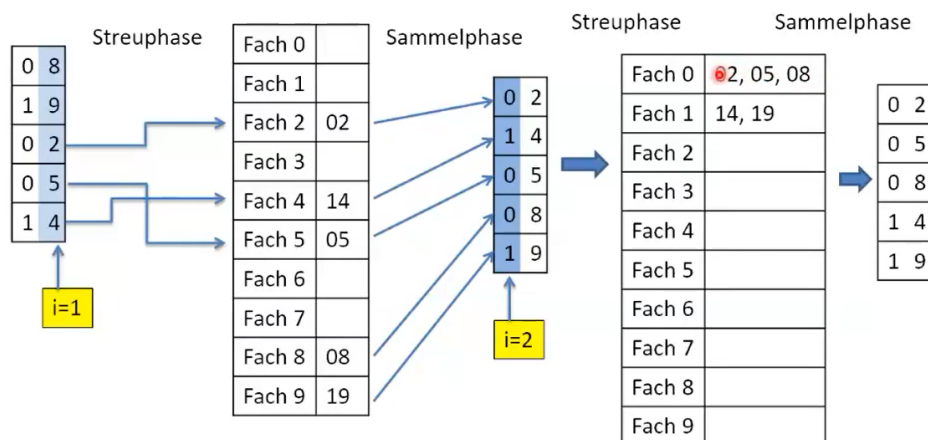 Streuphase
0 8
1 9
0 2
0 5
1 4
i=1
Fach 0
Fach 1
Fach 2 02
Fach 3
Fach 4 14
Fach 5 05
Fach 6
Fach 7
Fach 8 08
Fach 9 19
Sammelphase
0 2
1 4
0 5
0 8
1 9
i=2
Streuphase
Fach 0 02, 05, 08
Fach 1 14, 19
Fach 2
Fach 3
Fach 4
Fach 5
Fach 6
Fach 7
Fach 8
Fach 9
Sammelphase
0 2
0 5
0 8
1 4
1 9